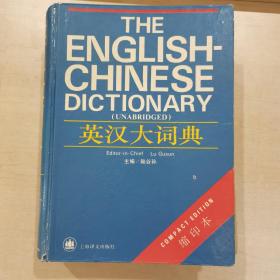 THE
ENGLISH-
CHINESE
DICTIONARY
(UNABRIDGED)
英汉大词典
Editor-in-Chief Lu Gusun
主编 陆谷孙
COMPACT EDITION
缩印本
上海译文出版社